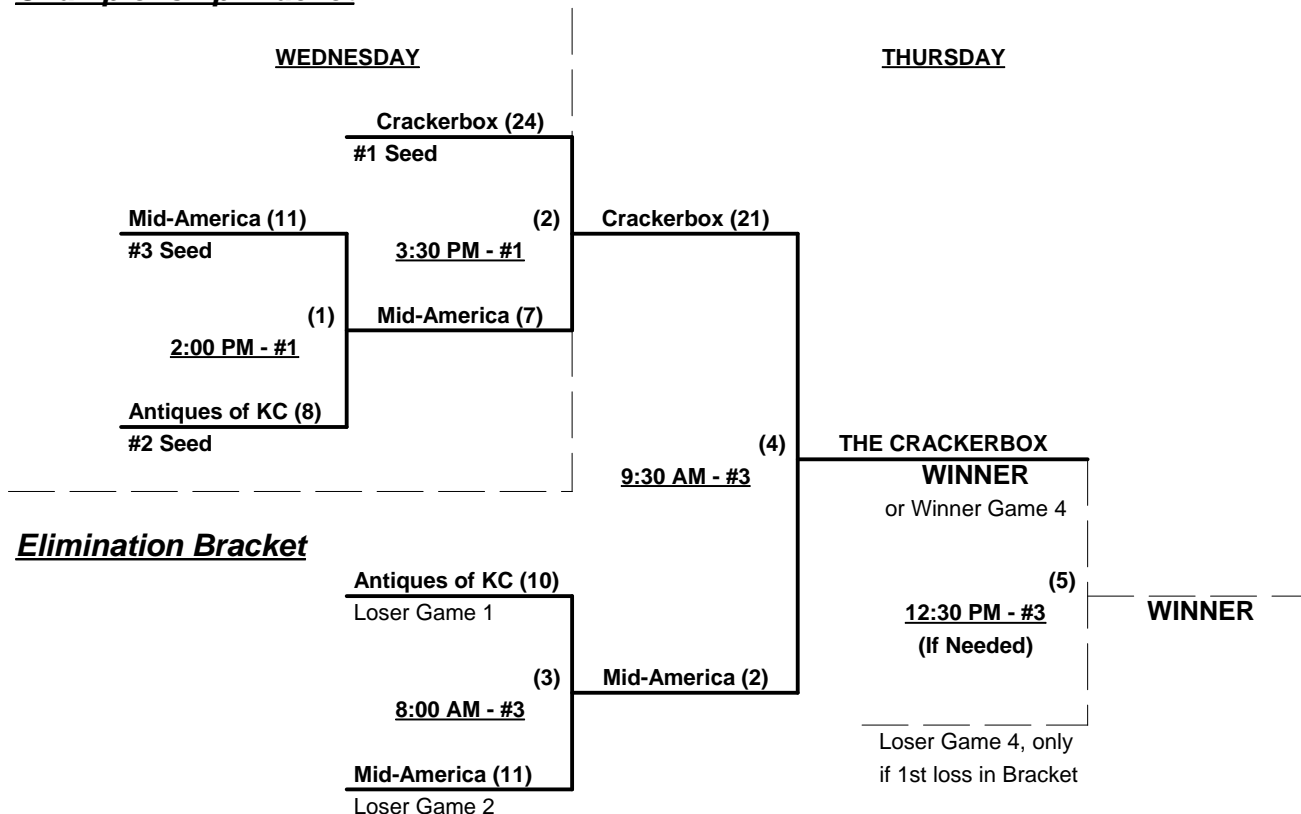 WEDNESDAY
THURSDAY
Crackerbox (24)
#1 Seed
Mid-America (11)
#3 Seed
(2)
3:30 PM - #1
Crackerbox (21)
(1)
2:00 PM - #1
Mid-America (7)
Antiques of KC (8)
#2 Seed
(4)
9:30 AM - #3
THE CRACKERBOX
WINNER
or Winner Game 4
Elimination Bracket
Antiques of KC (10)
Loser Game 1
(5)
12:30 PM - #3
(If Needed)
WINNER
(3)
8:00 AM - #3
Mid-America (2)
Loser Game 4, only
if 1st loss in Bracket
Mid-America (11)
Loser Game 2